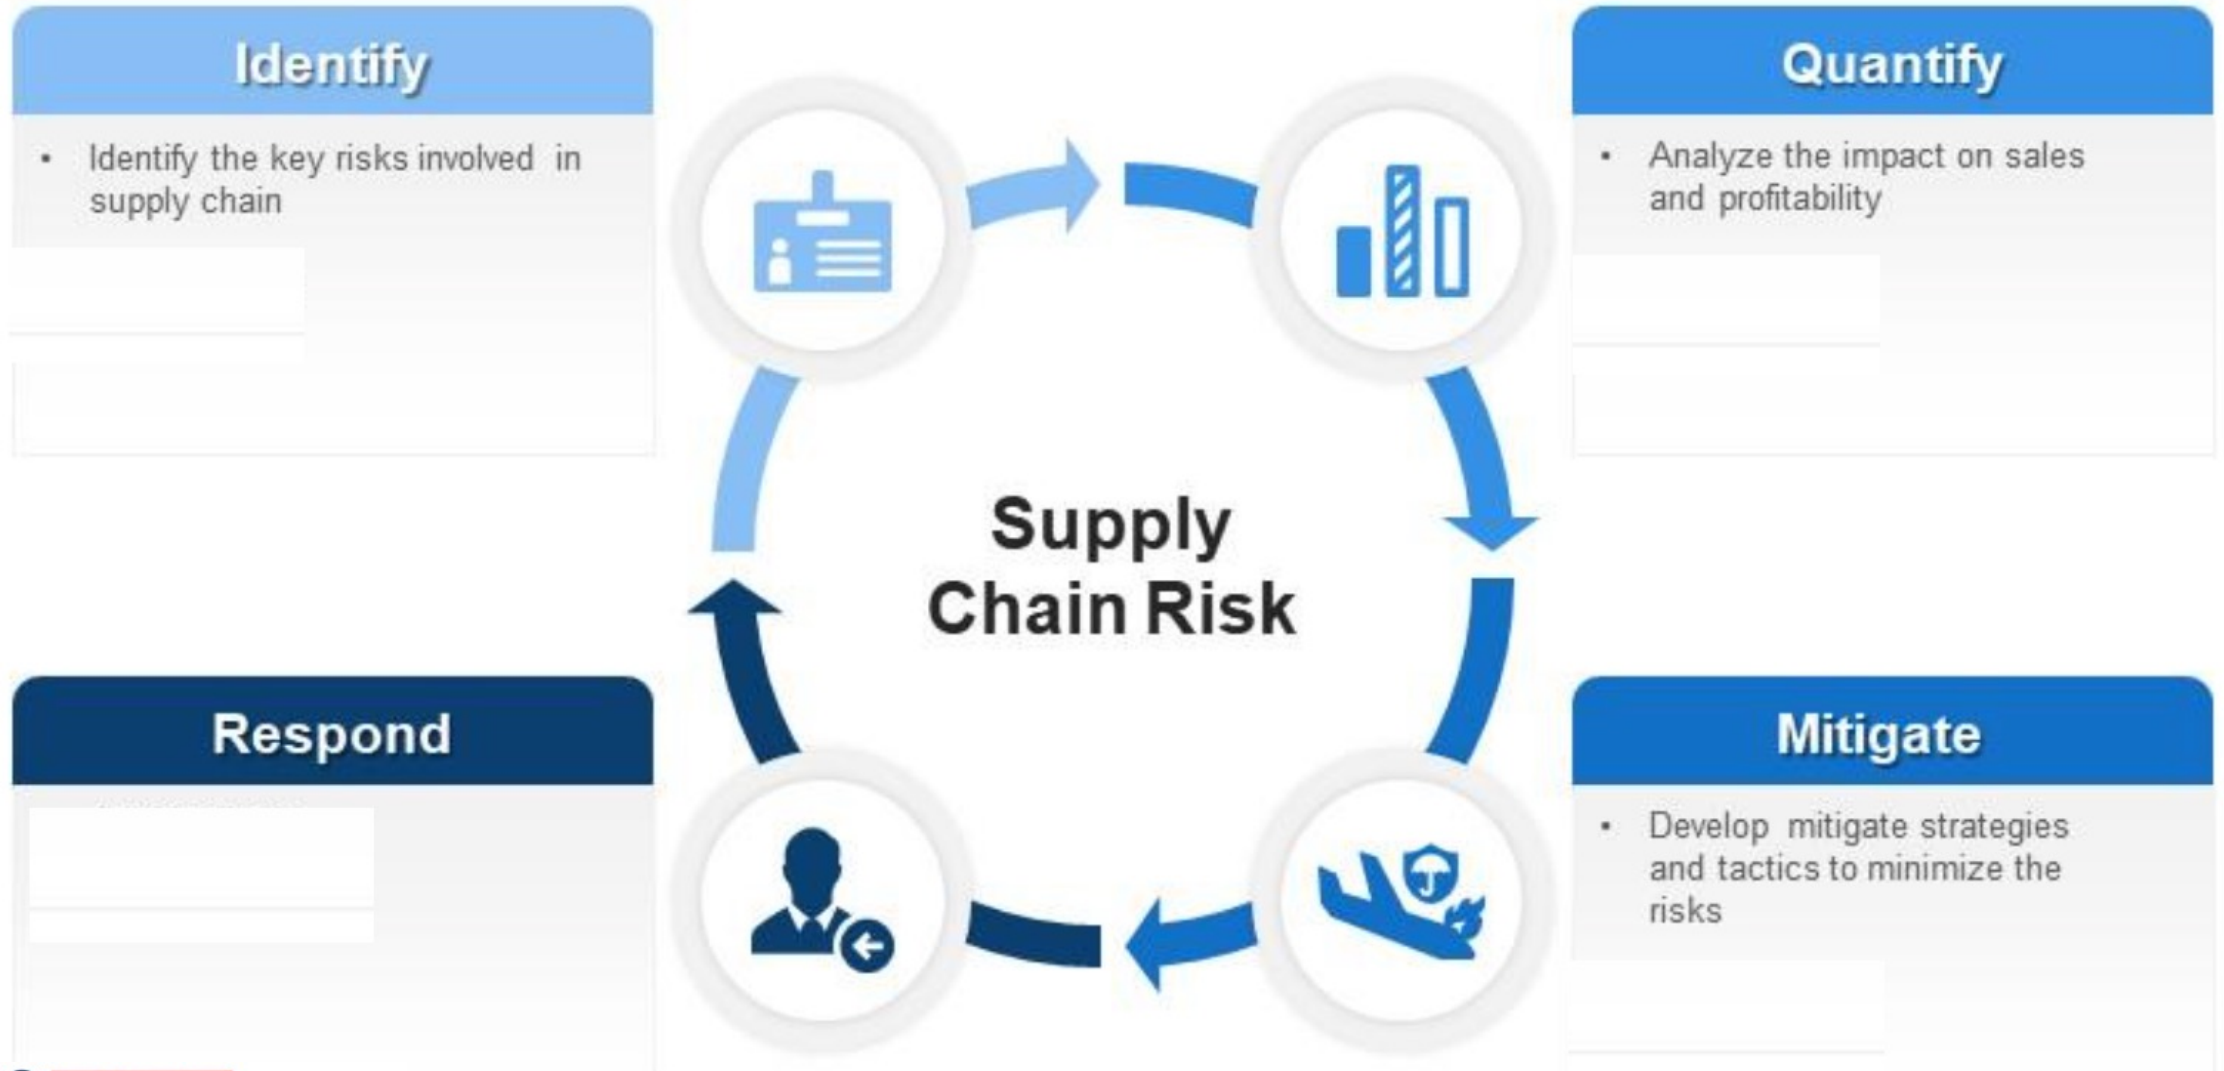 Identify
• Identify the key risks involved in
supply chain
Quantify
• Analyze the impact on sales
and profitability
Supply
Chain Risk
Respond
Mitigate
• Develop mitigate strategies
and tactics to minimize the
risks